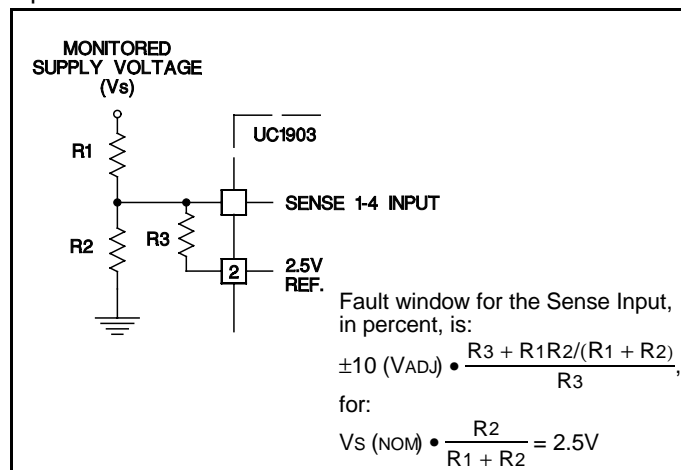 MONITORED
SUPPLY VOLTAGE
(Vs)
R1
UC1903
SENSE 1-4 INPUT
R2
R3
2
2.5V
REF.
Fault window for the Sense Input,
in percent, is:
±10 (VADJ) • R3 + R1R2/(R1 + R2)
R3
,
for:
VS (NOM) • R2
R1 + R2
= 2.5V